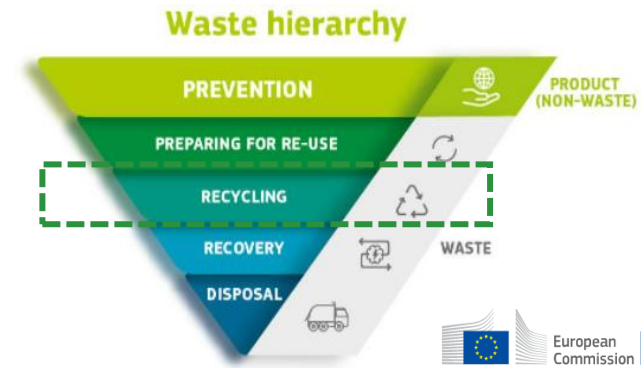 Waste hierarchy
PREVENTION
PRODUCT
(NON-WASTE)
PREPARING FOR RE-USE
RECYCLING
RECOVERY
WASTE
DISPOSAL
European
Commission